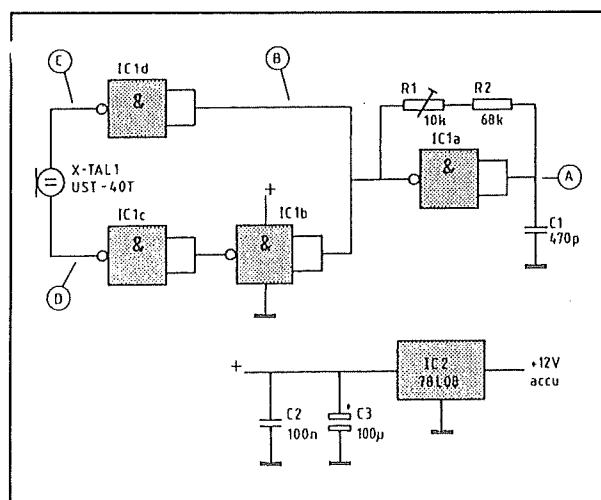 C
IC1d
&
B
R1
10k
R2
68k
IC1a
&
A
C1
470p
X-TAL1
UST-40T
IC1c
&
+
IC1b
&
D
+
C2
100n
C3
100µ
IC2
78L08
+12V
accu